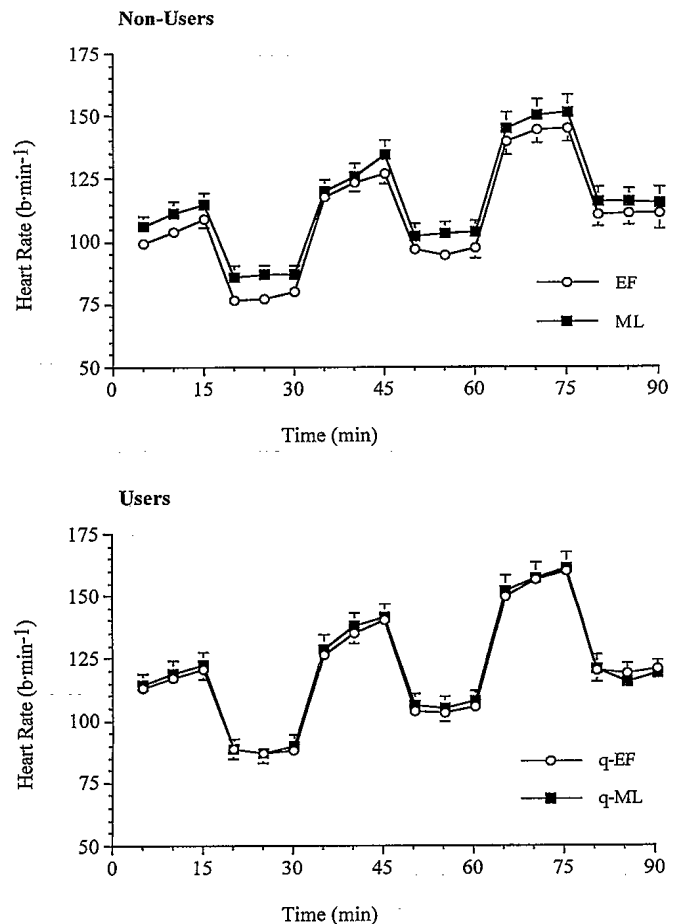 Non-Users
175
150
125
100
75
50
Heart Rate (b·min-1)
EF
ML
0 15 30 45 60 75 90
Time (min)
Users
175
150
125
100
75
50
Heart Rate (b·min-1)
q-EF
q-ML
0 15 30 45 60 75 90
Time (min)